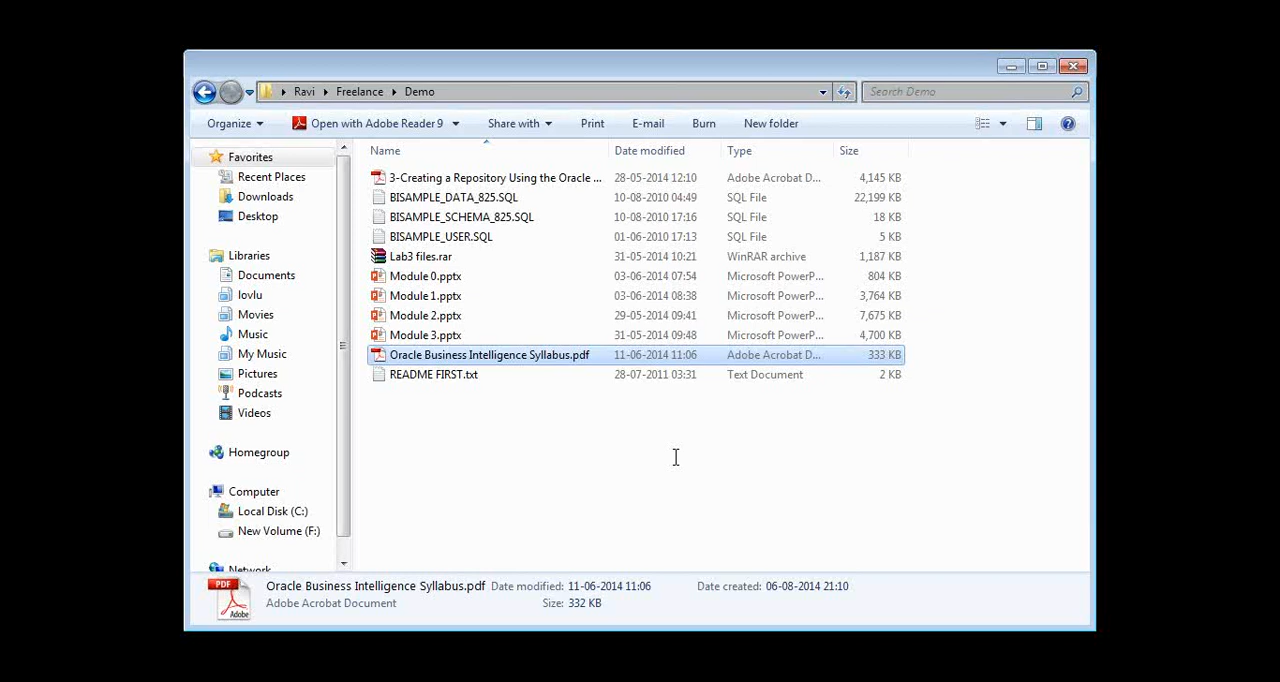 Ravi Freelance Demo
Search Demo
Organize Open with Adobe Reader 9 Share with Print E-mail Burn New folder
Favorites
Recent Places
Downloads
Desktop
Libraries
Documents
lovlu
Movies
Music
My Music
Pictures
Podcasts
Videos
Homegroup
Computer
Local Disk (C:)
New Volume (F:)
Network
Name Date modified Type Size
3-Creating a Repository Using the Oracle ... 28-05-2014 12:10 Adobe Acrobat D... 4,145 KB
BISAMPLE_DATA_825.SQL 10-08-2010 04:49 SQL File 22,199 KB
BISAMPLE_SCHEMA_825.SQL 10-08-2010 17:16 SQL File 18 KB
BISAMPLE_USER.SQL 01-06-2010 17:13 SQL File 5 KB
Lab3 files.rar 31-05-2014 10:21 WinRAR archive 1,187 KB
Module 0.pptx 03-06-2014 07:54 Microsoft PowerP... 804 KB
Module 1.pptx 03-06-2014 08:38 Microsoft PowerP... 3,764 KB
Module 2.pptx 29-05-2014 09:41 Microsoft PowerP... 7,675 KB
Module 3.pptx 31-05-2014 09:48 Microsoft PowerP... 4,700 KB
Oracle Business Intelligence Syllabus.pdf 11-06-2014 11:06 Adobe Acrobat D... 333 KB
README FIRST.txt 28-07-2011 03:31 Text Document 2 KB
PDF
Adobe
Oracle Business Intelligence Syllabus.pdf Date modified: 11-06-2014 11:06 Date created: 06-08-2014 21:10
Adobe Acrobat Document Size: 332 KB